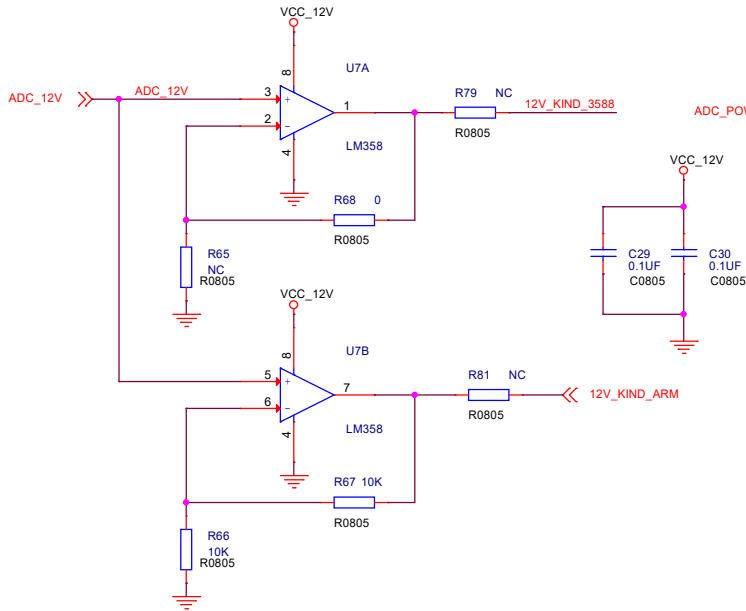 VCC_12V
8
U7A
ADC_12V
ADC_12V
3
+
2
−
1
4
LM358
R79 NC
R0805
12V_KIND_3588
ADC_POW
R68 0
R0805
R65
NC
R0805
VCC_12V
C29
0.1UF
C0805
C30
0.1UF
C0805
VCC_12V
8
U7B
5
+
6
−
7
4
LM358
R81 NC
R0805
12V_KIND_ARM
R67 10K
R0805
R66
10K
R0805